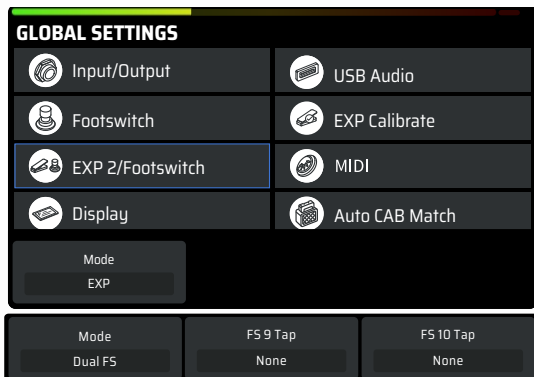 GLOBAL SETTINGS
Input/Output
USB Audio
Footswitch
EXP Calibrate
EXP 2/Footswitch
MIDI
Display
Auto CAB Match
Mode
EXP
Mode
FS 9 Tap
FS 10 Tap
Dual FS
None
None